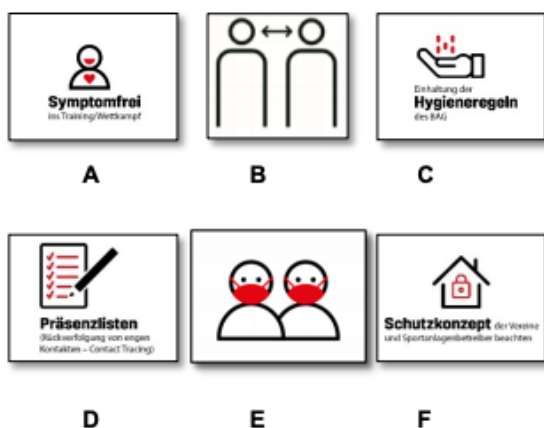 Symptomfrei
ins Training/Wettkampf
Einhaltung der
Hygieneregeln
des BAG
A
B
C
Präsenzlisten
(Rückverfolgung von engen
Kontakten – Contact Tracing)
Schutzkonzept der Vereine
und Sportanlagenbetreiber beachten
D
E
F